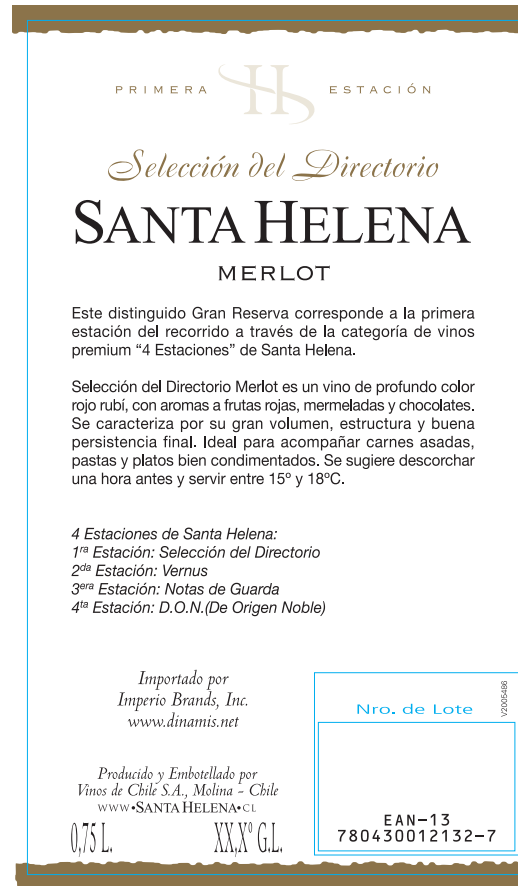 PRIMERA H ESTACIÓN
Selección del Directorio
SANTA HELENA
MERLOT
Este distinguido Gran Reserva corresponde a la primera
estación del recorrido a través de la categoría de vinos
premium “4 Estaciones” de Santa Helena.
Selección del Directorio Merlot es un vino de profundo color
rojo rubí, con aromas a frutas rojas, mermeladas y chocolates.
Se caracteriza por su gran volumen, estructura y buena
persistencia final. Ideal para acompañar carnes asadas,
pastas y platos bien condimentados. Se sugiere descorchar
una hora antes y servir entre 15º y 18ºC.
4 Estaciones de Santa Helena:
1ra Estación: Selección del Directorio
2da Estación: Vernus
3era Estación: Notas de Guarda
4ta Estación: D.O.N.(De Origen Noble)
Importado por
Imperio Brands, Inc.
www.dinamis.net
Producido y Embotellado por
Vinos de Chile S.A., Molina - Chile
WWW•SANTA HELENA•CL
0,75 L. XX,Xº G.L.
Nro. de Lote
V2005486
EAN-13
780430012132-7